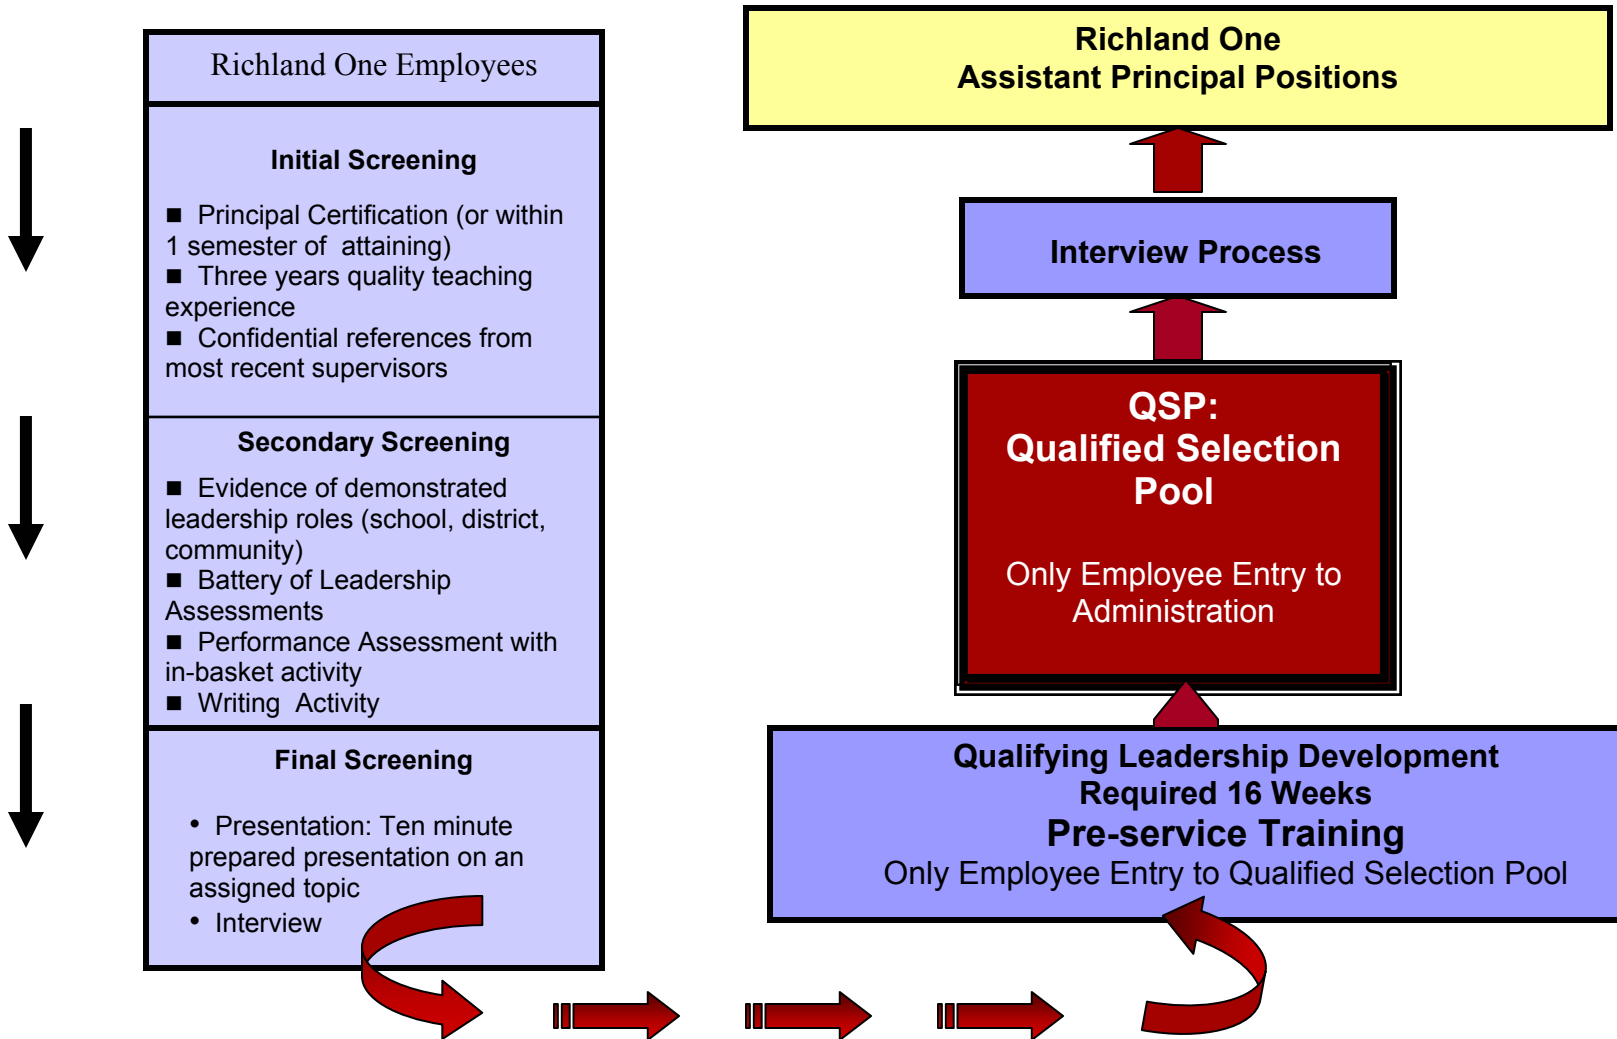 Richland One Employees
Initial Screening
■ Principal Certification (or within
1 semester of attaining)
■ Three years quality teaching
experience
■ Confidential references from
most recent supervisors
Secondary Screening
■ Evidence of demonstrated
leadership roles (school, district,
community)
■ Battery of Leadership
Assessments
■ Performance Assessment with
in-basket activity
■ Writing Activity
Final Screening
• Presentation: Ten minute
prepared presentation on an
assigned topic
• Interview
Richland One
Assistant Principal Positions
Interview Process
QSP:
Qualified Selection
Pool
Only Employee Entry to
Administration
Qualifying Leadership Development
Required 16 Weeks
Pre-service Training
Only Employee Entry to Qualified Selection Pool